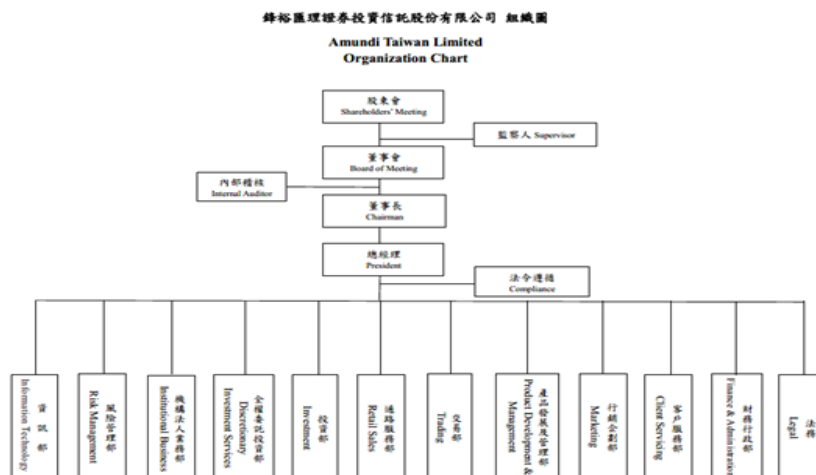 鋒裕匯理證券投資信託股份有限公司 組織圖
Amundi Taiwan Limited
Organization Chart
股東會
Shareholders' Meeting
監察人 Supervisor
董事會
Board of Meeting
內部稽核
Internal Auditor
董事長
Chairman
總經理
President
法令遵循
Compliance
資訊部
Information Technology
風險管理部
Risk Management
機構法人業務部
Institutional Business
全權委託投資部
Discretionary
Investment Services
投資部
Investment
通路服務部
Retail Sales
交易部
Trading
產品發展及管理部
Product Development &
Management
行銷企劃部
Marketing
客戶服務部
Client Servicing
財務行政部
Finance & Administration
法務
Legal